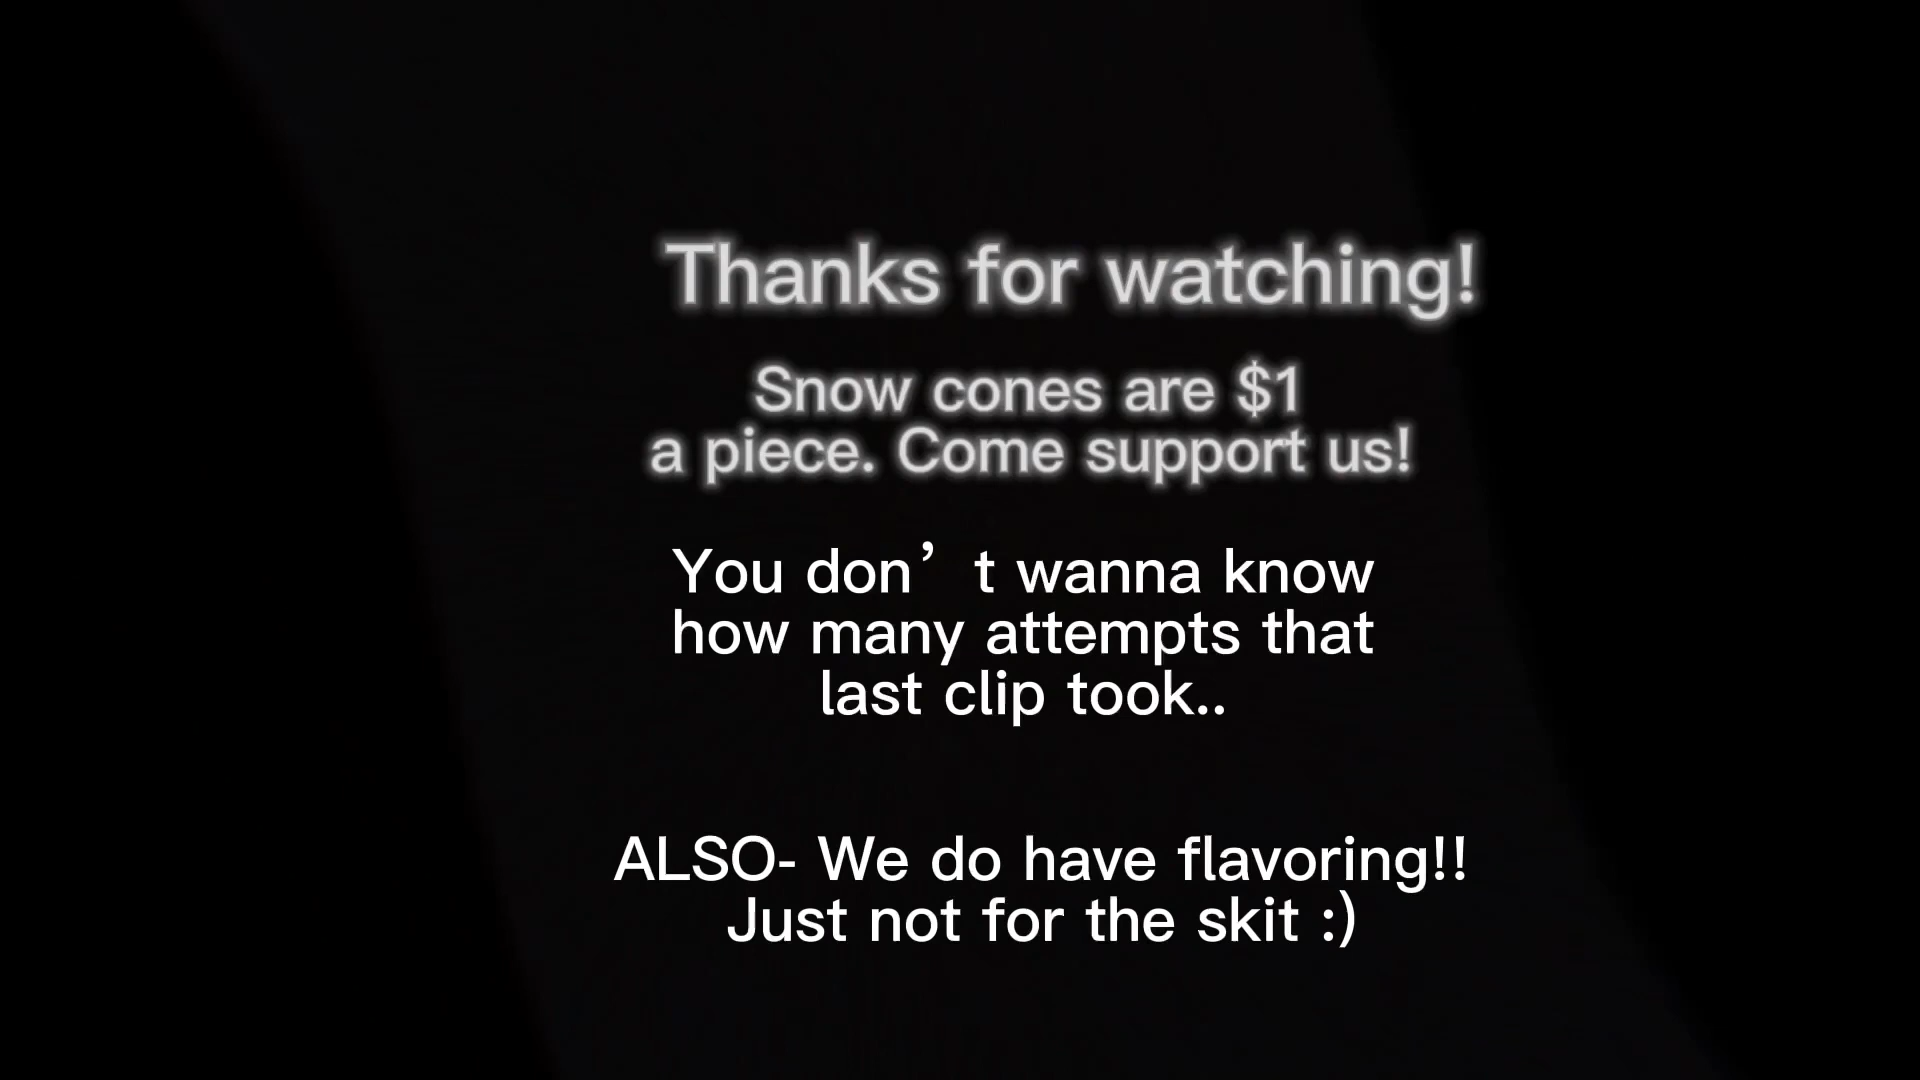 Thanks for watching!
Snow cones are $1
a piece. Come support us!
You don’t wanna know
how many attempts that
last clip took..
ALSO- We do have flavoring!!
Just not for the skit :)